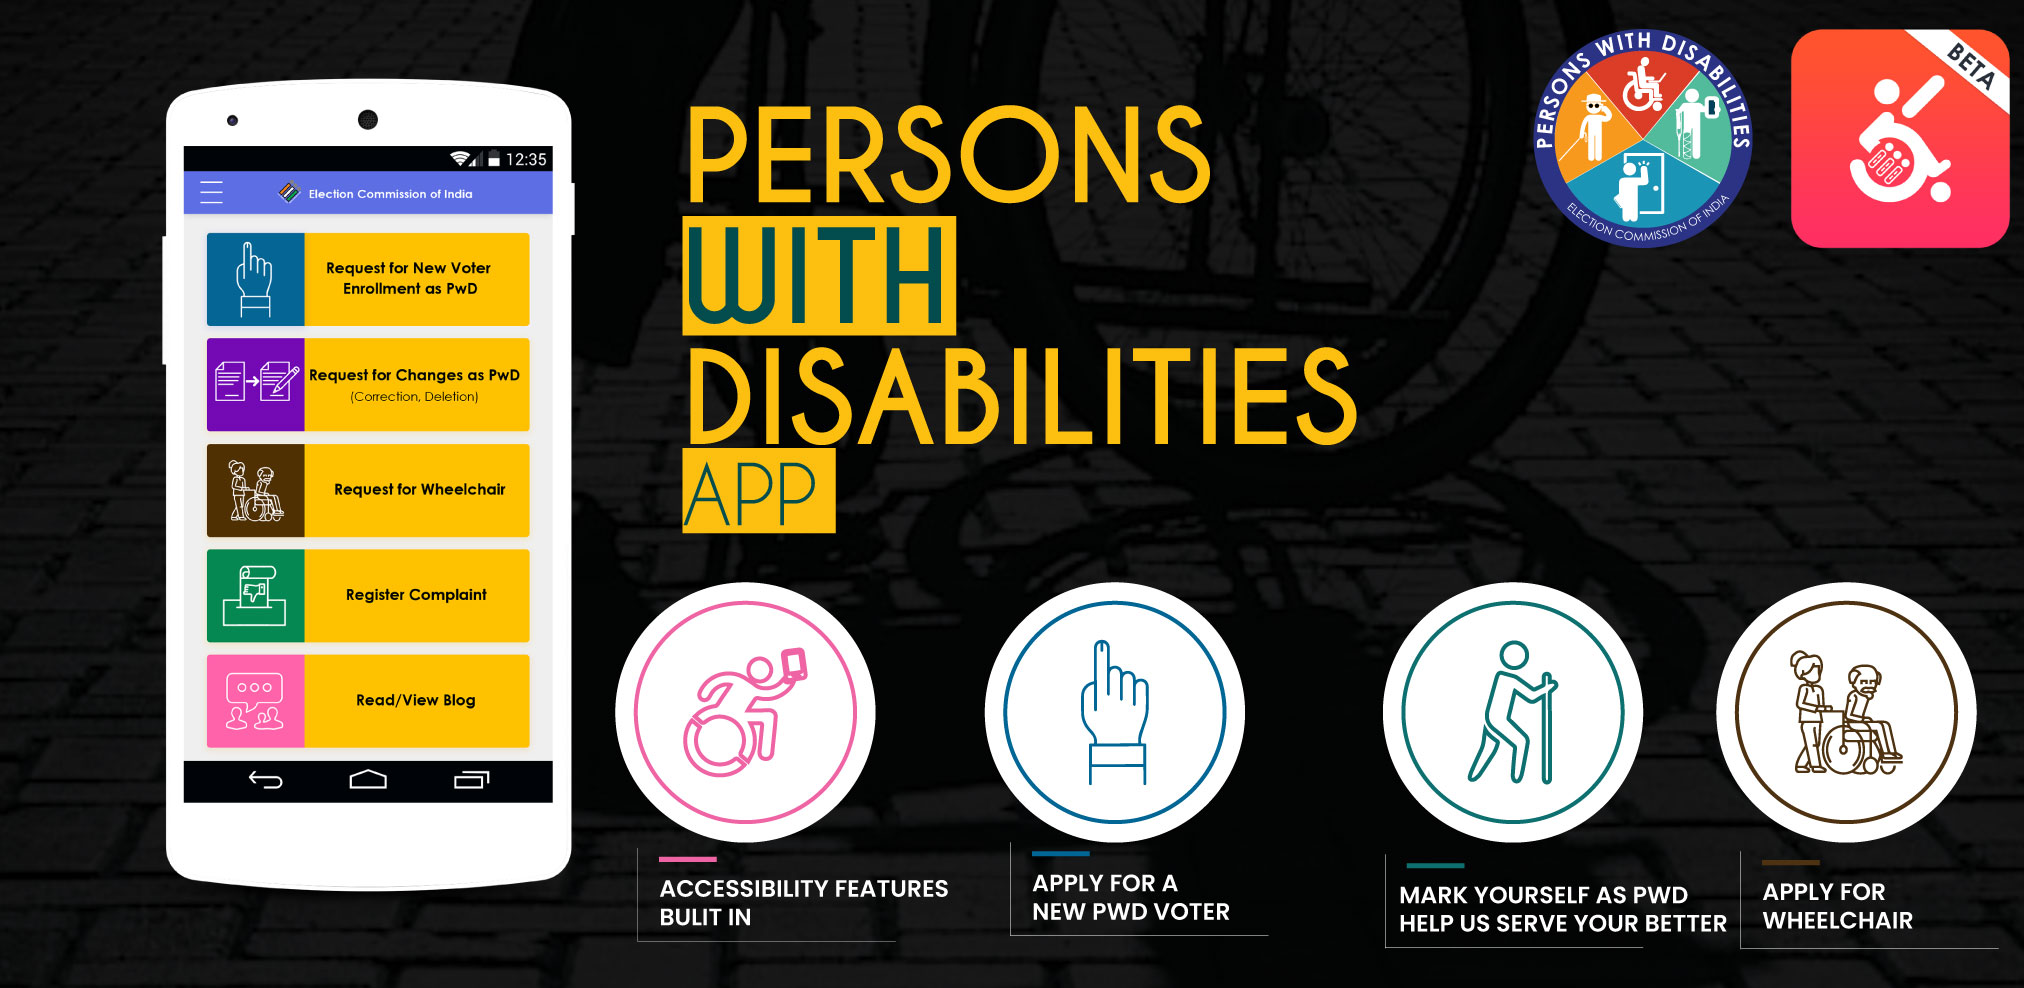 12:35
Election Commission of India
Request for New Voter
Enrollment as PwD
Request for Changes as PwD
(Correction, Deletion)
Request for Wheelchair
Register Complaint
Read/View Blog
PERSONS
WITH
DISABILITIES
APP
PERSONS WITH DISABILITIES
ELECTION COMMISSION OF INDIA
BETA
ACCESSIBILITY FEATURES
BULIT IN
APPLY FOR A
NEW PWD VOTER
MARK YOURSELF AS PWD
HELP US SERVE YOUR BETTER
APPLY FOR
WHEELCHAIR